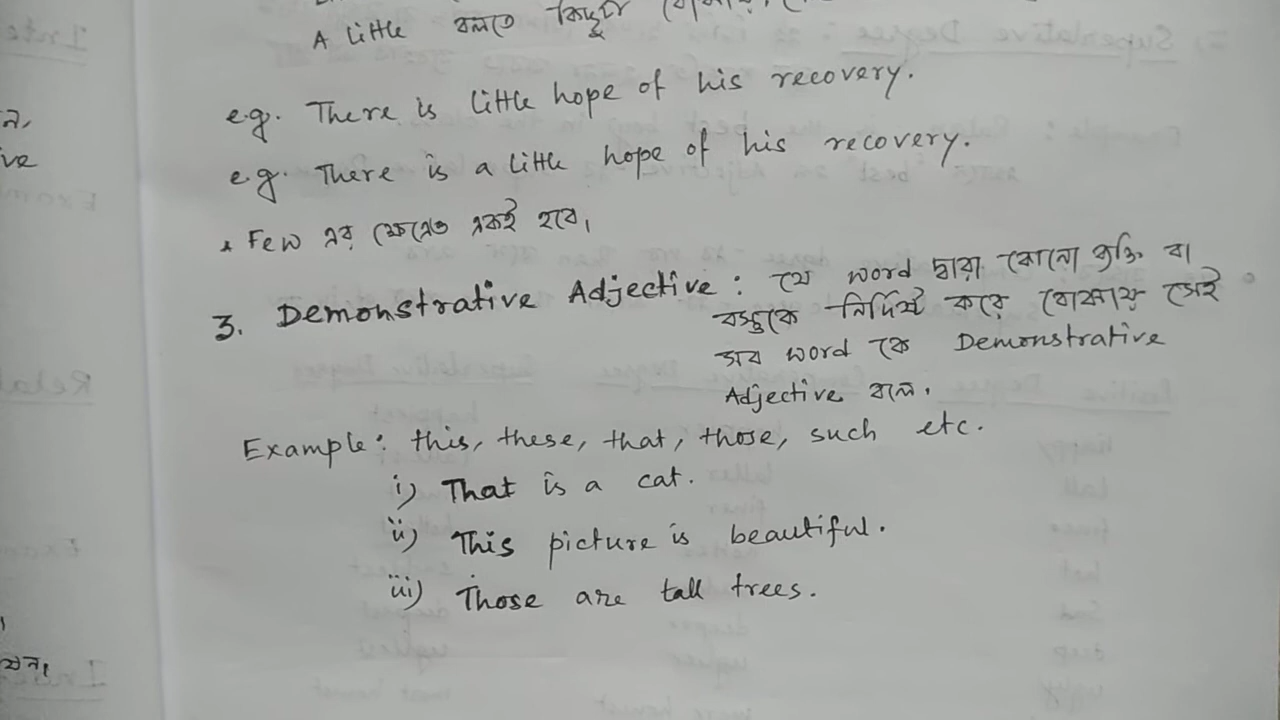 A little বলতে কিছুটা
e.g. There is little hope of his recovery.
e.g. There is a little hope of his recovery.
* Few এর ক্ষেত্রেও একই হবে।
3. Demonstrative Adjective : যে word দ্বারা কোনো ব্যক্তি বা
বস্তুকে নির্দিষ্ট করে বোঝায় সেই
সব word কে Demonstrative
Adjective বলে.
Example : this, these, that, those, such etc.
i) That is a cat.
ii) This picture is beautiful.
iii) Those are tall trees.